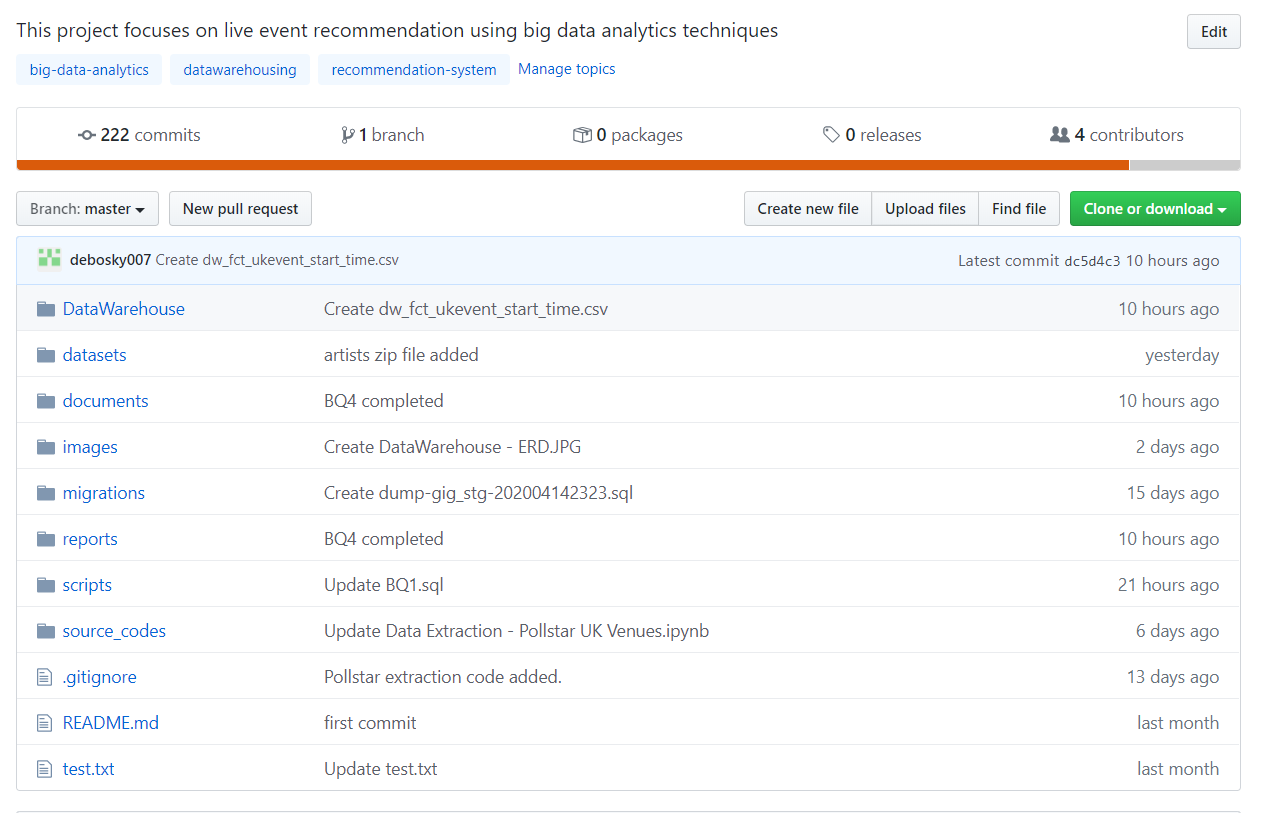 This project focuses on live event recommendation using big data analytics techniques Edit
big-data-analytics datawarehousing recommendation-system Manage topics
222 commits 1 branch 0 packages 0 releases 4 contributors
Branch: master New pull request Create new file Upload files Find file Clone or download
debosky007 Create dw_fct_ukevent_start_time.csv Latest commit dc5d4c3 10 hours ago
DataWarehouse Create dw_fct_ukevent_start_time.csv 10 hours ago
datasets artists zip file added yesterday
documents BQ4 completed 10 hours ago
images Create DataWarehouse - ERD.JPG 2 days ago
migrations Create dump-gig_stg-202004142323.sql 15 days ago
reports BQ4 completed 10 hours ago
scripts Update BQ1.sql 21 hours ago
source_codes Update Data Extraction - Pollstar UK Venues.ipynb 6 days ago
.gitignore Pollstar extraction code added. 13 days ago
README.md first commit last month
test.txt Update test.txt last month